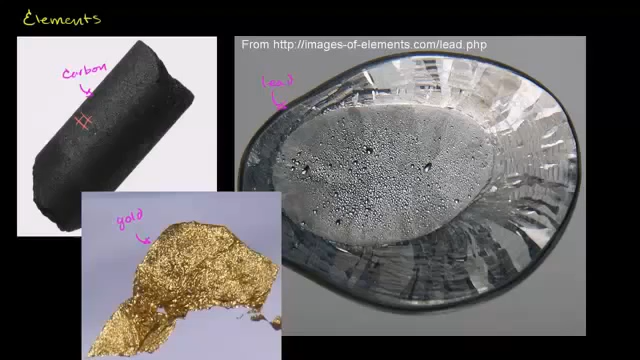 Elements
From http://images-of-elements.com/lead.php
carbon
lead
gold